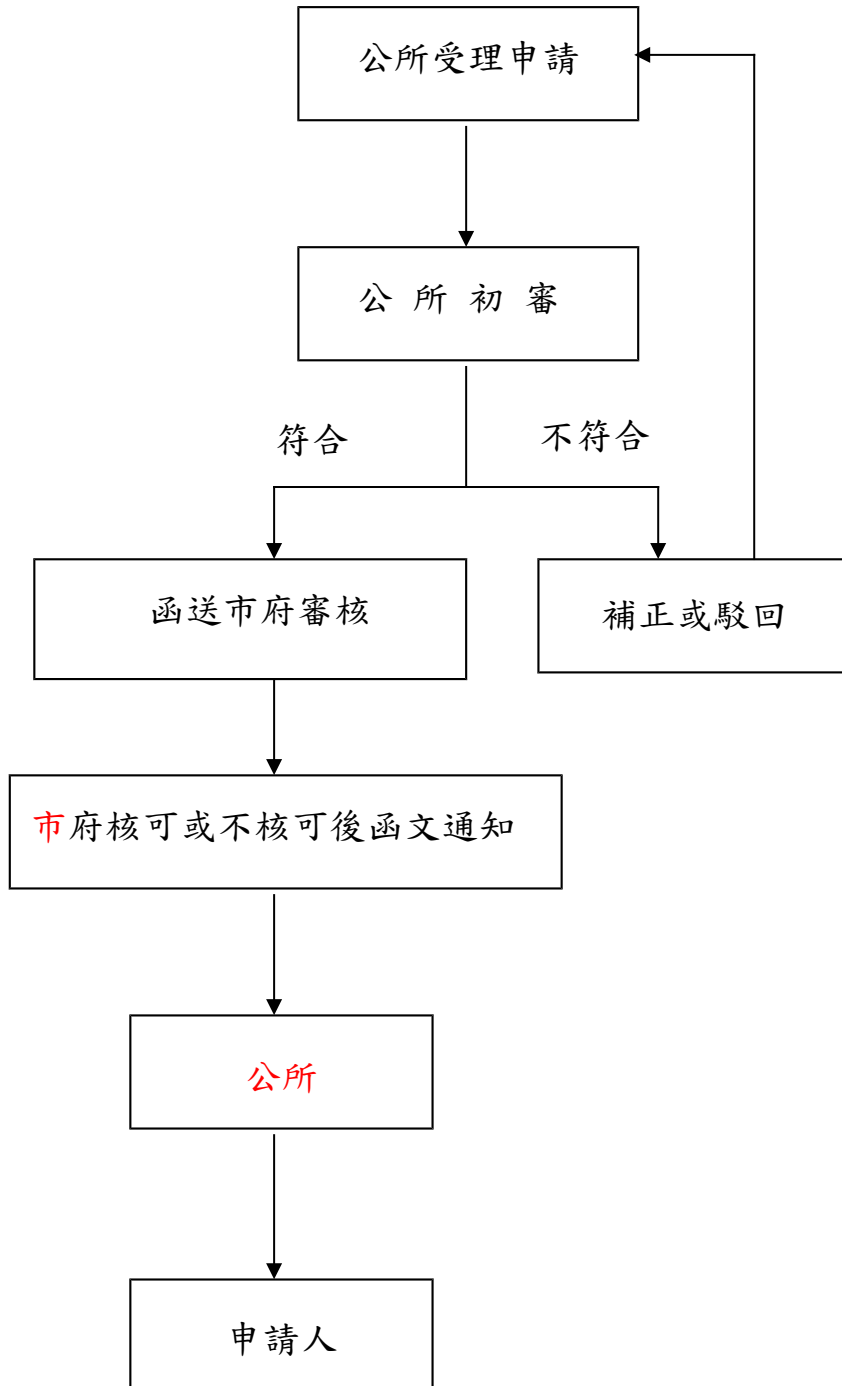 公所受理申請
公 所 初 審
符合
不符合
函送市府審核
補正或駁回
市府核可或不核可後函文通知
公所
申請人